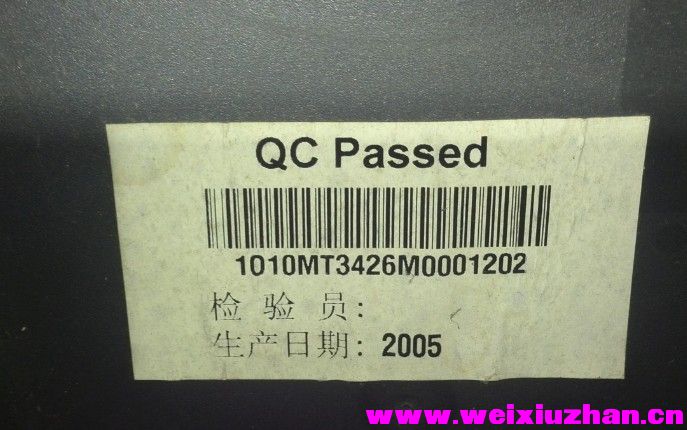 QC Passed
1010MT3426M0001202
检 验 员:
生产日期: 2005
www.weixiuzhan.cn